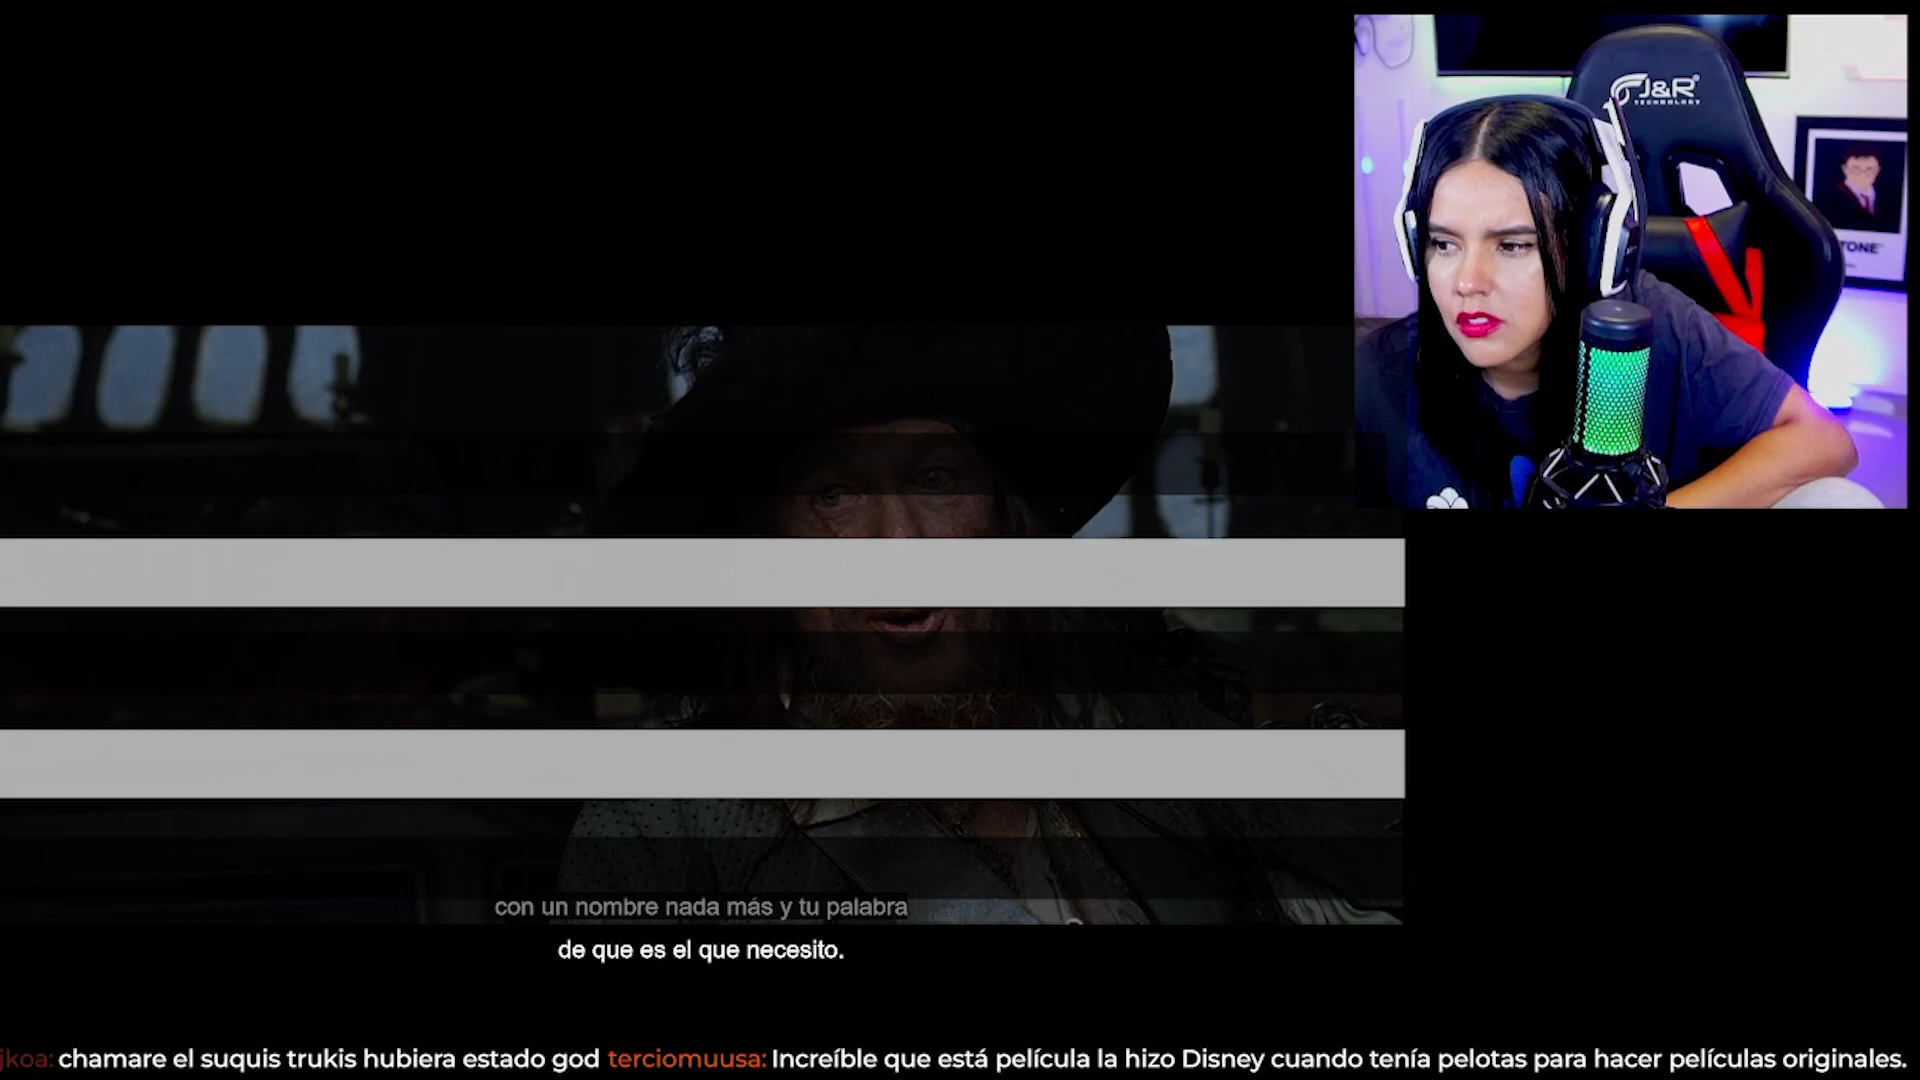 J&R
TECHNOLOGY
TONE
con un nombre nada más y tu palabra
de que es el que necesito.
jkoa: chamare el suquis trukis hubiera estado god terciomuusa: Increíble que está película la hizo Disney cuando tenía pelotas para hacer películas originales.